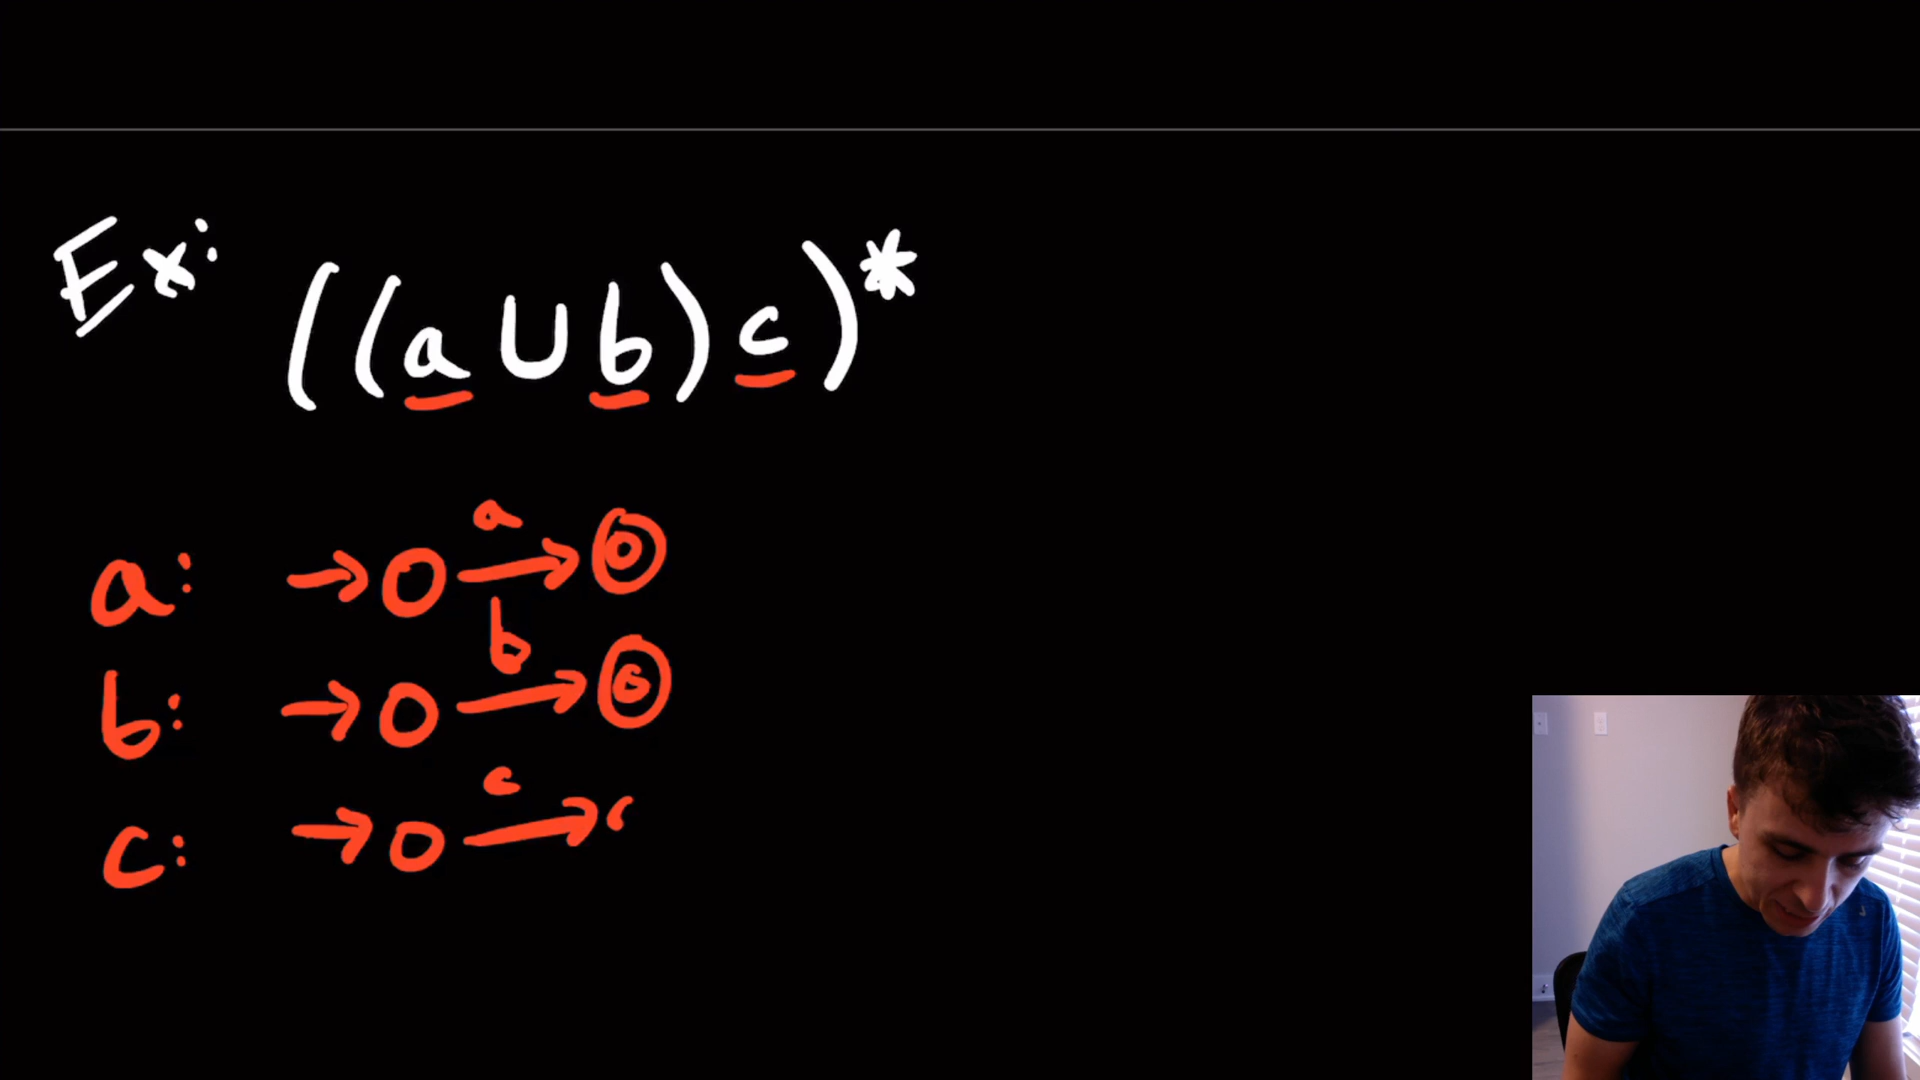 Ex: ((a ∪ b) c)*
a
a: → O → ◎
b
b: → O → ◎
c
c: → O →